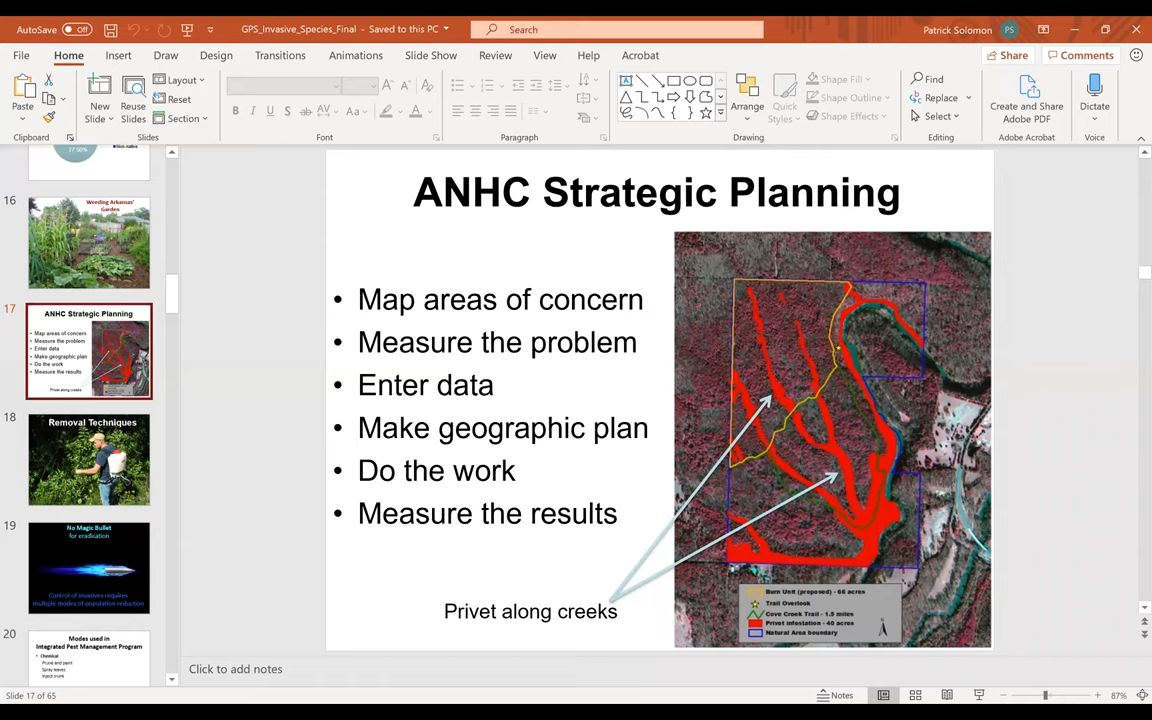 AutoSave Off
GPS_Invasive_Species_Final - Saved to this PC
Search
Patrick Solomon PS
File Home Insert Draw Design Transitions Animations Slide Show Review View Help Acrobat
Share Comments
Paste
Clipboard
New Slide
Reuse Slides
Layout
Reset
Section
Slides
B I U S ab AV Aa
Font
Paragraph
Arrange
Quick Styles
Shape Fill
Shape Outline
Shape Effects
Drawing
Find
Replace
Select
Editing
Create and Share Adobe PDF
Adobe Acrobat
Dictate
Voice
16
Weeding Arkansas'
Garden
17
ANHC Strategic Planning
• Map areas of concern
• Measure the problem
• Enter data
• Make geographic plan
• Do the work
• Measure the results
Privet along creeks
18
Removal Techniques
19
No Magic Bullet
for eradication
Control of invasives requires
multiple modes of population reduction
20
Modes used in
Integrated Pest Management Program
• Chemical
Prune and paint
Spray leaves
Inject trunk
ANHC Strategic Planning
• Map areas of concern
• Measure the problem
• Enter data
• Make geographic plan
• Do the work
• Measure the results
Privet along creeks
Burn Unit (proposed) - 66 acres
Trail Overlook
Cove Creek Trail - 1.5 miles
Privet Infestation - 40 acres
Natural Area boundary
Click to add notes
Slide 17 of 65
Notes
87%